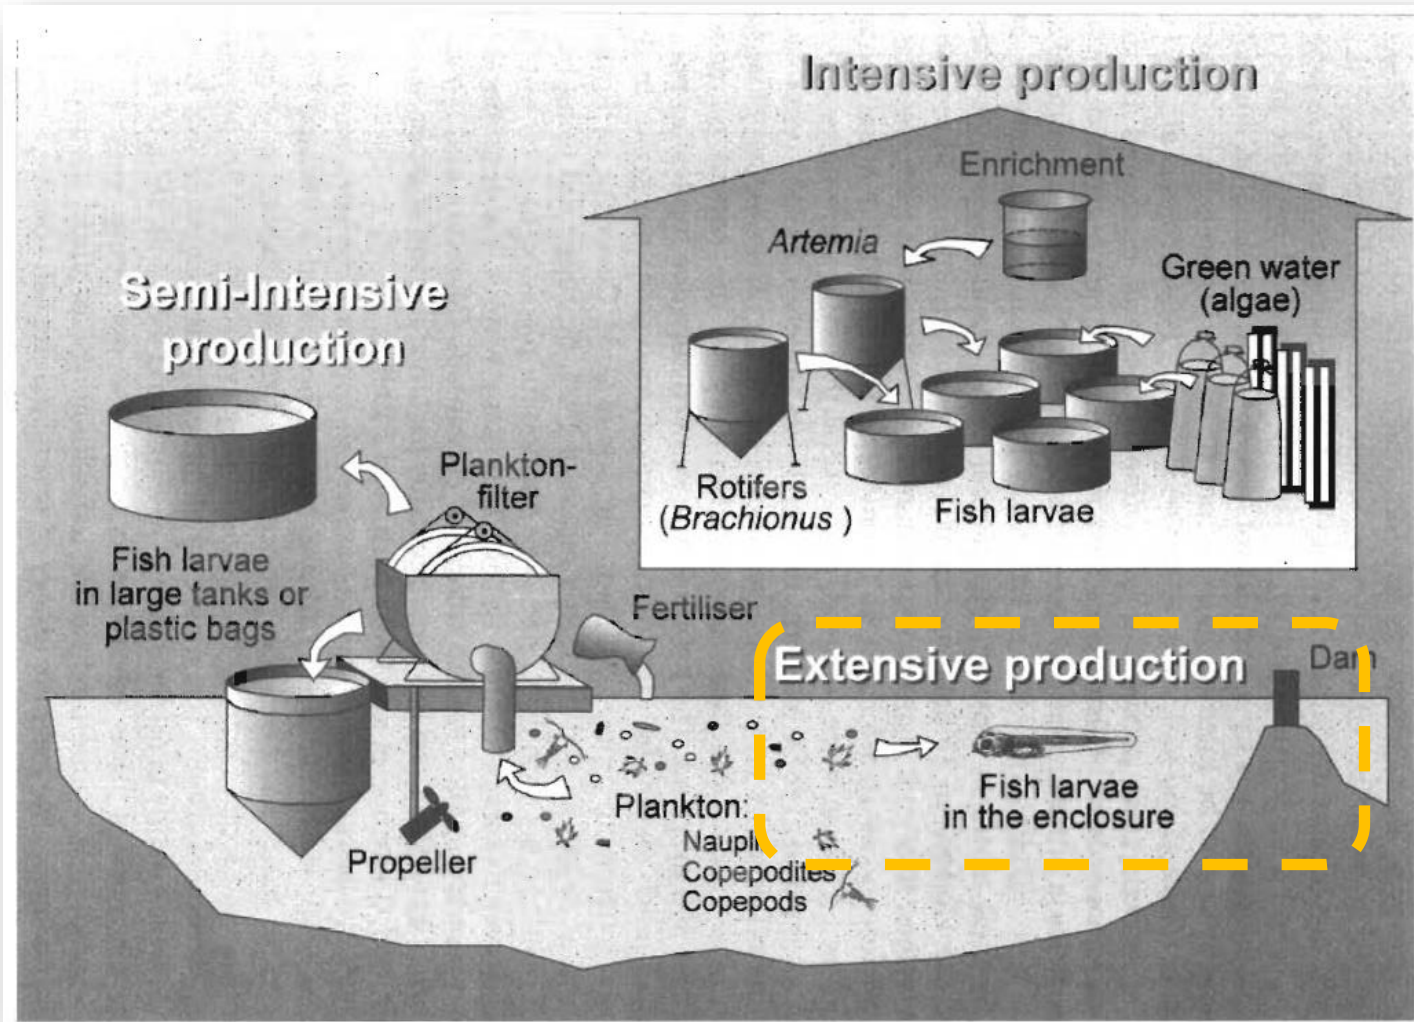 Intensive production
Enrichment
Artemia
Green water
(algae)
Rotifers
(Brachionus )
Fish larvae
Semi-Intensive
production
Plankton-
filter
Fish larvae
in large tanks or
plastic bags
Fertiliser
Extensive production
Dam
Fish larvae
in the enclosure
Plankton:
Copepodites
Copepods
Propeller